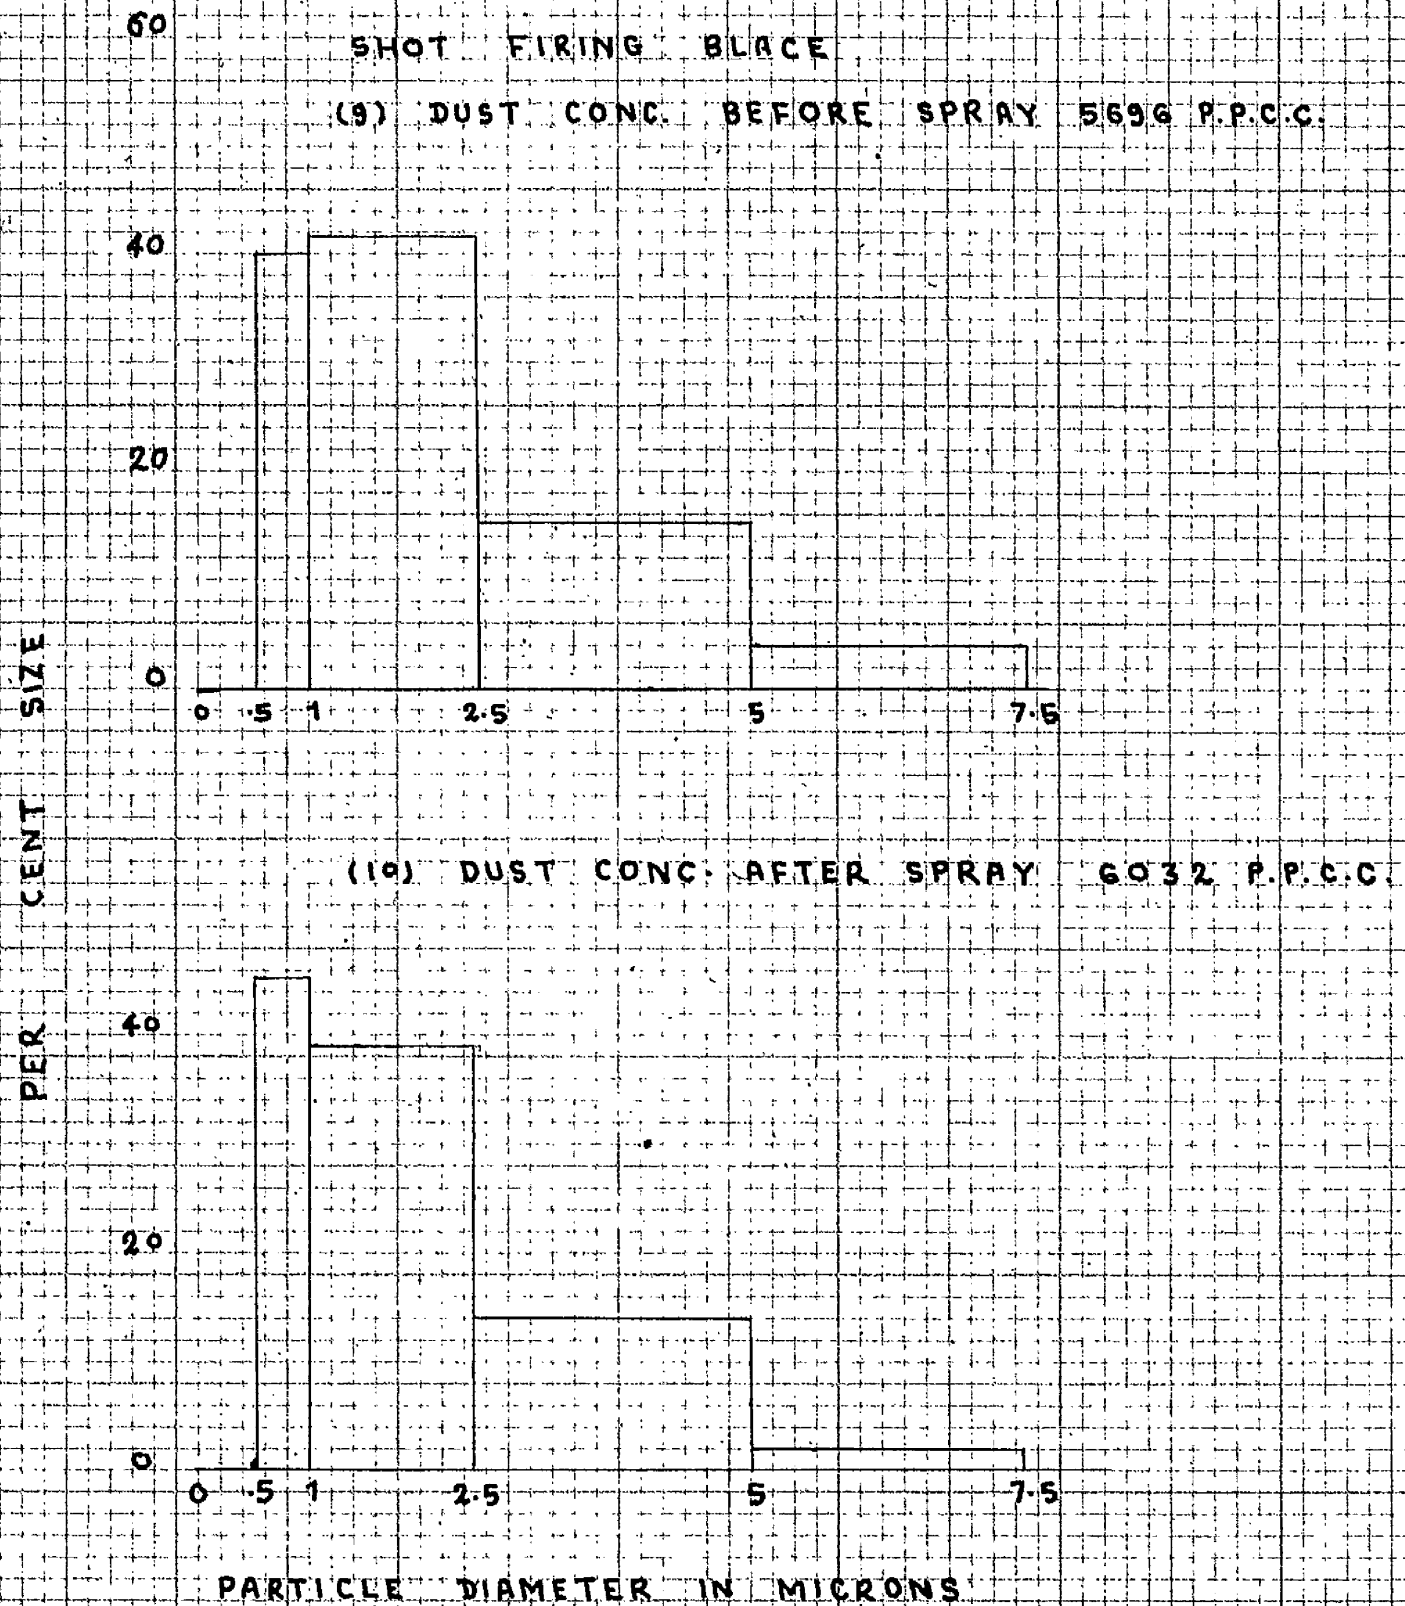 60
SHOT FIRING BLACE
(9) DUST CONC. BEFORE SPRAY 5696 P.P.C.C.
40
20
0
0 .5 1 2.5 5 7.5
PER CENT SIZE
(10) DUST CONC. AFTER SPRAY 6032 P.P.C.C.
40
20
0
0 .5 1 2.5 5 7.5
PARTICLE DIAMETER IN MICRONS